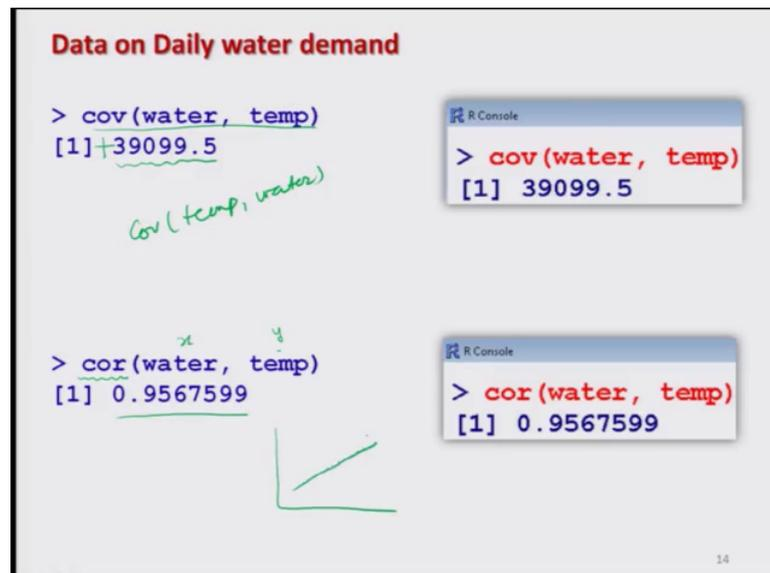 Data on Daily water demand
> cov(water, temp)
[1] +39099.5
Cov(temp, water)
R Console
> cov(water, temp)
[1] 39099.5
x y
> cor(water, temp)
[1] 0.9567599
R Console
> cor(water, temp)
[1] 0.9567599
14